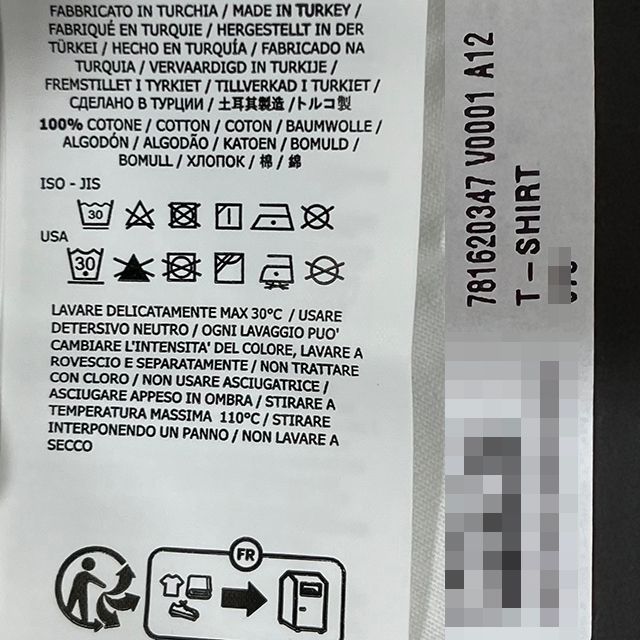 FABBRICATO IN TURCHIA / MADE IN TURKEY /
FABRIQUÉ EN TURQUIE / HERGESTELLT IN DER
TÜRKEI / HECHO EN TURQUÍA / FABRICADO NA
TURQUIA / VERVAARDIGD IN TURKIJE /
FREMSTILLET I TYRKIET / TILLVERKAD I TURKIET /
СДЕЛАНО В ТУРЦИИ / 土耳其製造 /トルコ製
100% COTONE / COTTON / COTON / BAUMWOLLE /
ALGODÓN / ALGODÃO / KATOEN / BOMULD /
BOMULL / ХЛОПОК / 棉 / 錦
ISO - JIS
30
USA
30
LAVARE DELICATAMENTE MAX 30°C / USARE
DETERSIVO NEUTRO / OGNI LAVAGGIO PUO'
CAMBIARE L'INTENSITA' DEL COLORE, LAVARE A
ROVESCIO E SEPARATAMENTE / NON TRATTARE
CON CLORO / NON USARE ASCIUGATRICE /
ASCIUGARE APPESO IN OMBRA / STIRARE A
TEMPERATURA MASSIMA 110°C / STIRARE
INTERPONENDO UN PANNO / NON LAVARE A
SECCO
FR
781620347 V0001 A12
T-SHIRT